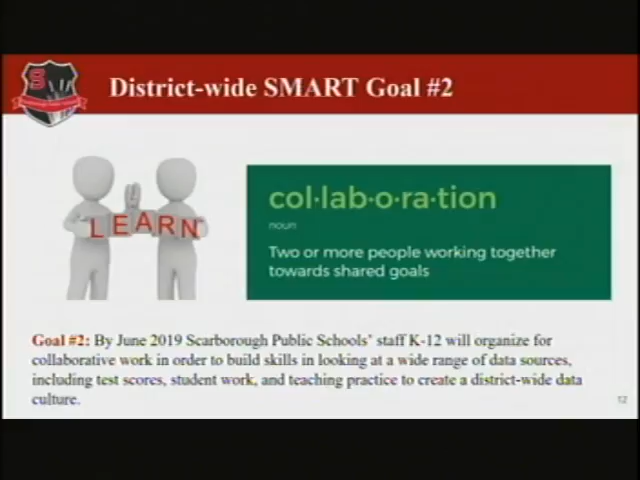 District-wide SMART Goal #2
LEARN
col·lab·o·ra·tion
noun
Two or more people working together
towards shared goals
Goal #2: By June 2019 Scarborough Public Schools' staff K-12 will organize for
collaborative work in order to build skills in looking at a wide range of data sources,
including test scores, student work, and teaching practice to create a district-wide data
culture.
12